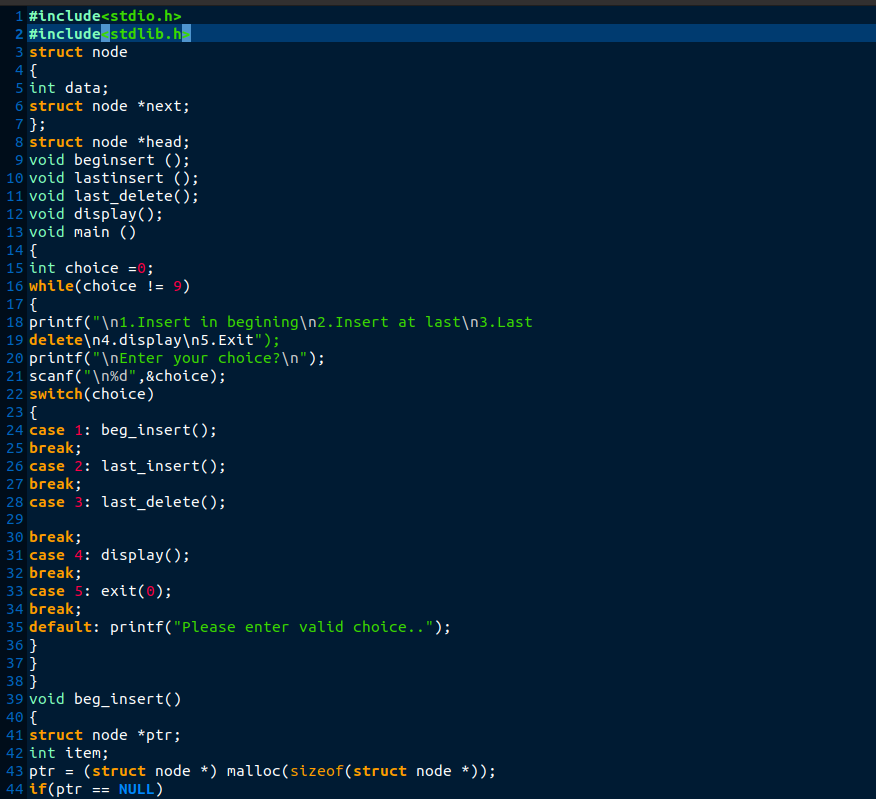 1 #include<stdio.h>
2 #include<stdlib.h>
3 struct node
4 {
5 int data;
6 struct node *next;
7 };
8 struct node *head;
9 void beginsert ();
10 void lastinsert ();
11 void last_delete();
12 void display();
13 void main ()
14 {
15 int choice =0;
16 while(choice != 9)
17 {
18 printf("\n1.Insert in begining\n2.Insert at last\n3.Last
19 delete\n4.display\n5.Exit");
20 printf("\nEnter your choice?\n");
21 scanf("\n%d",&choice);
22 switch(choice)
23 {
24 case 1: beg_insert();
25 break;
26 case 2: last_insert();
27 break;
28 case 3: last_delete();
29
30 break;
31 case 4: display();
32 break;
33 case 5: exit(0);
34 break;
35 default: printf("Please enter valid choice..");
36 }
37 }
38 }
39 void beg_insert()
40 {
41 struct node *ptr;
42 int item;
43 ptr = (struct node *) malloc(sizeof(struct node *));
44 if(ptr == NULL)